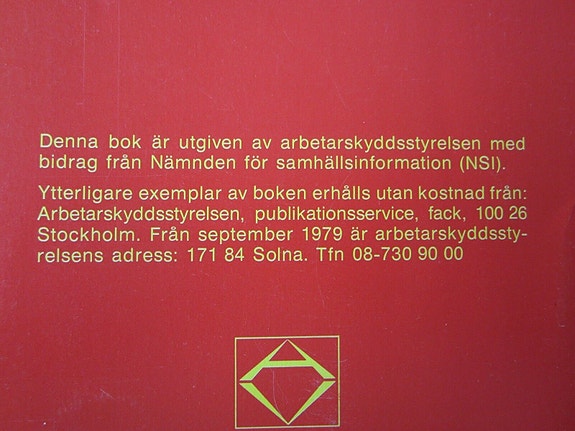 Denna bok är utgiven av arbetarskyddsstyrelsen med
bidrag från Nämnden för samhällsinformation (NSI).
Ytterligare exemplar av boken erhålls utan kostnad från:
Arbetarskyddsstyrelsen, publikationsservice, fack, 100 26
Stockholm. Från september 1979 är arbetarskyddssty-
relsens adress: 171 84 Solna. Tfn 08-730 90 00